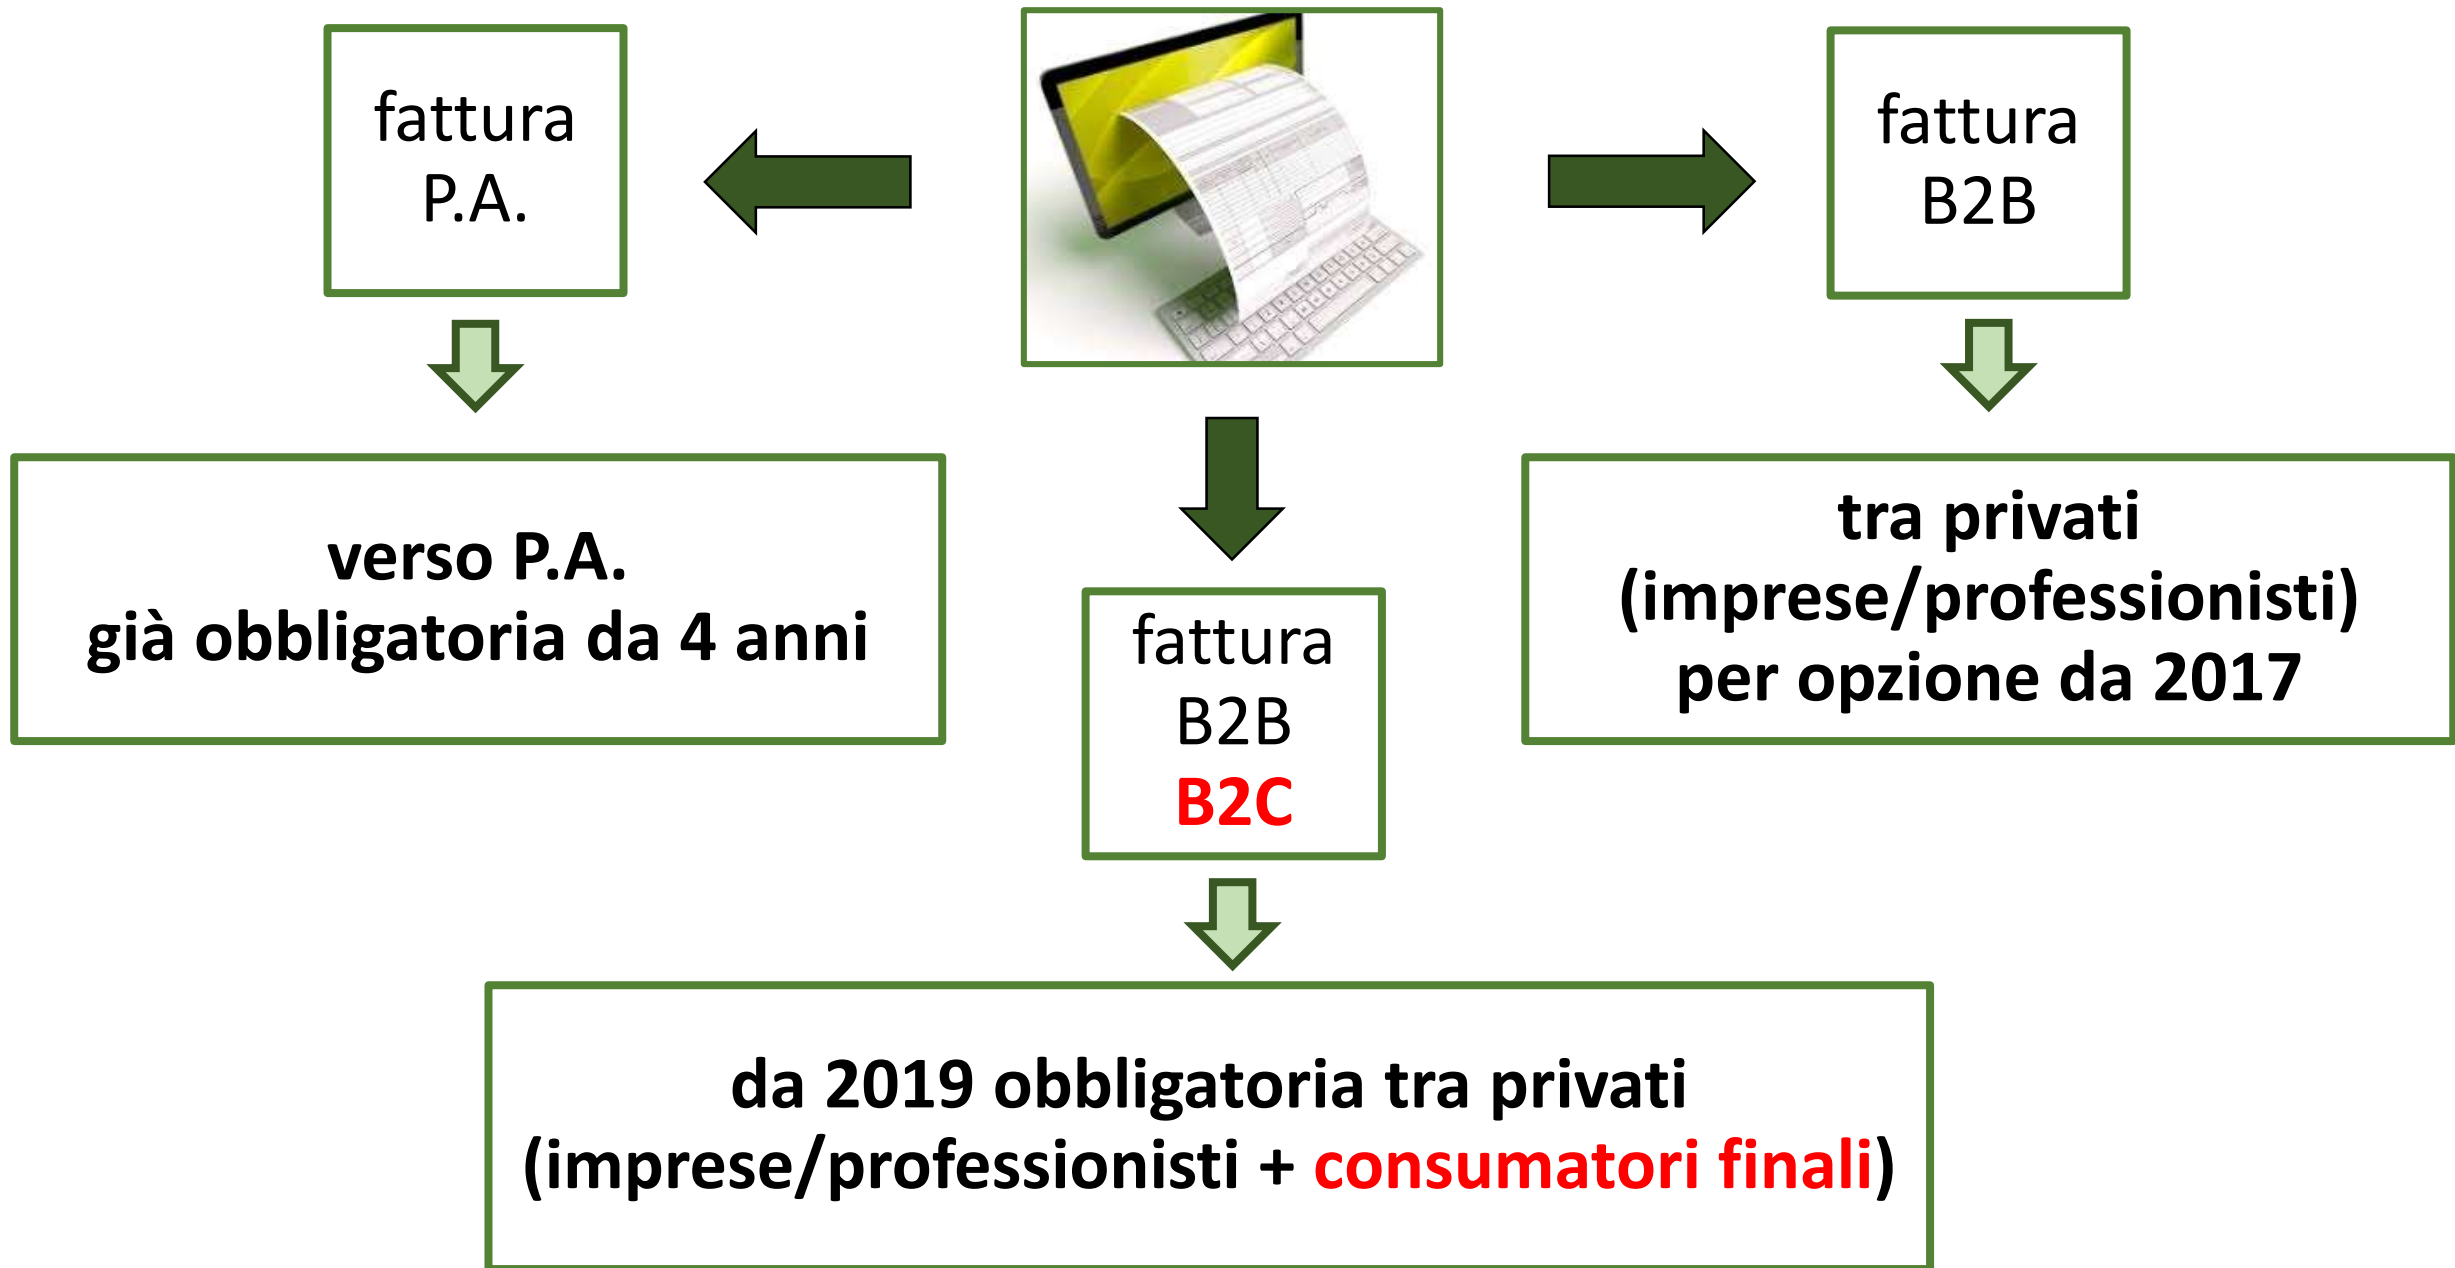 fattura
P.A.
fattura
B2B
verso P.A.
già obbligatoria da 4 anni
tra privati
(imprese/professionisti)
per opzione da 2017
fattura
B2B
B2C
da 2019 obbligatoria tra privati
(imprese/professionisti + consumatori finali)